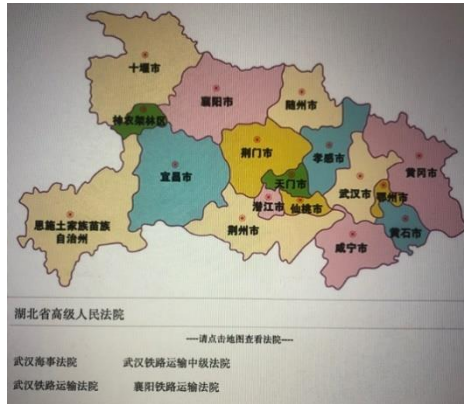 十堰市
神农架林区
襄阳市
随州市
荆门市
孝感市
宜昌市
天门市
武汉市
鄂州市
黄冈市
恩施土家族苗族
自治州
潜江市
仙桃市
荆州市
黄石市
咸宁市
湖北省高级人民法院
----请点击地图查看法院----
武汉海事法院 武汉铁路运输中级法院
武汉铁路运输法院 襄阳铁路运输法院